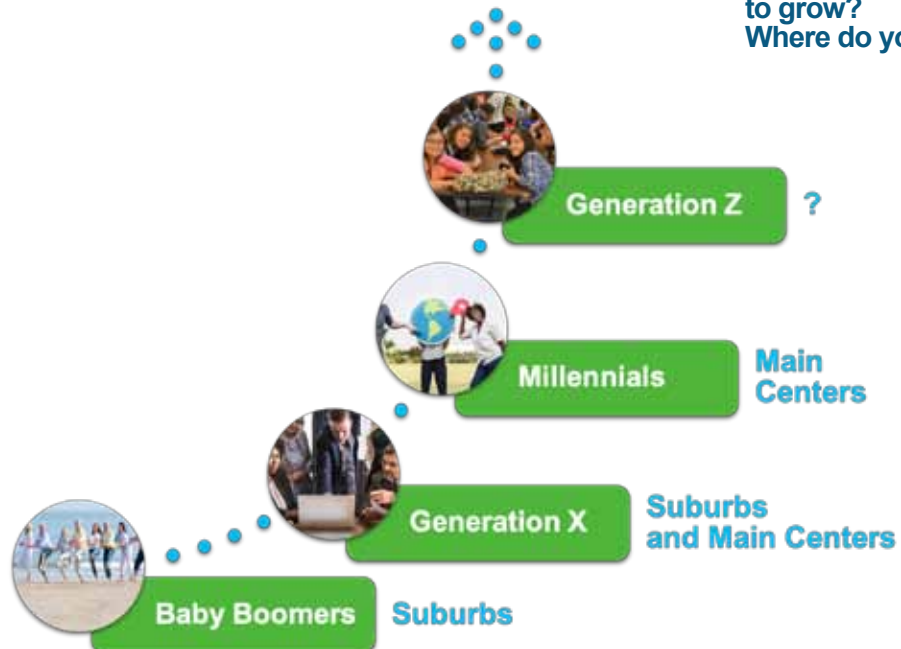 to grow?
Where do yo
Generation Z
?
Millennials
Main
Centers
Generation X
Suburbs
and Main Centers
Baby Boomers
Suburbs